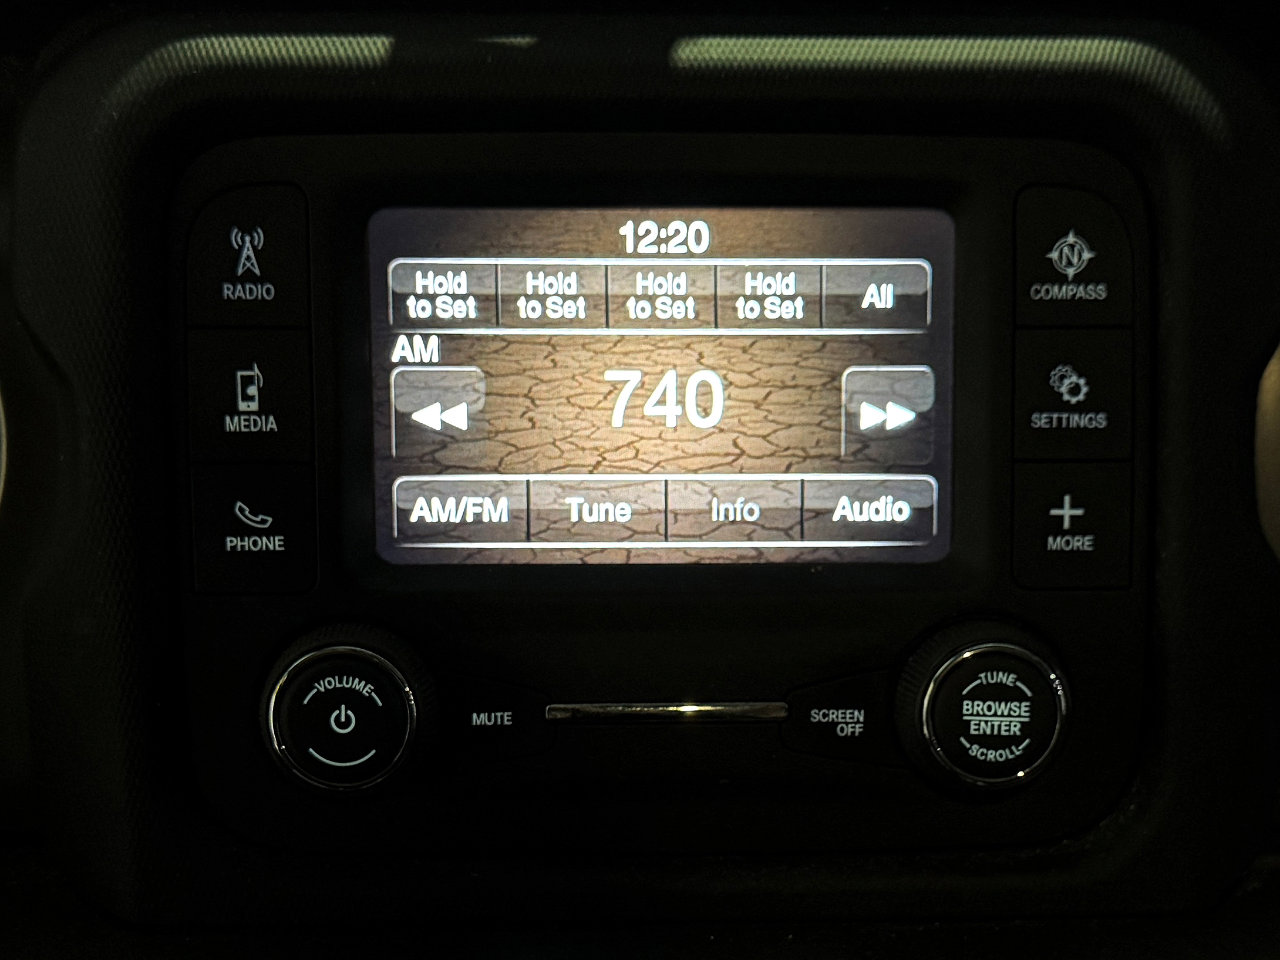 12:20
Hold to Set
Hold to Set
Hold to Set
Hold to Set
All
AM
740
AM/FM
Tune
Info
Audio
RADIO
MEDIA
PHONE
N
COMPASS
SETTINGS
MORE
VOLUME
MUTE
SCREEN
OFF
TUNE
BROWSE
ENTER
SCROLL